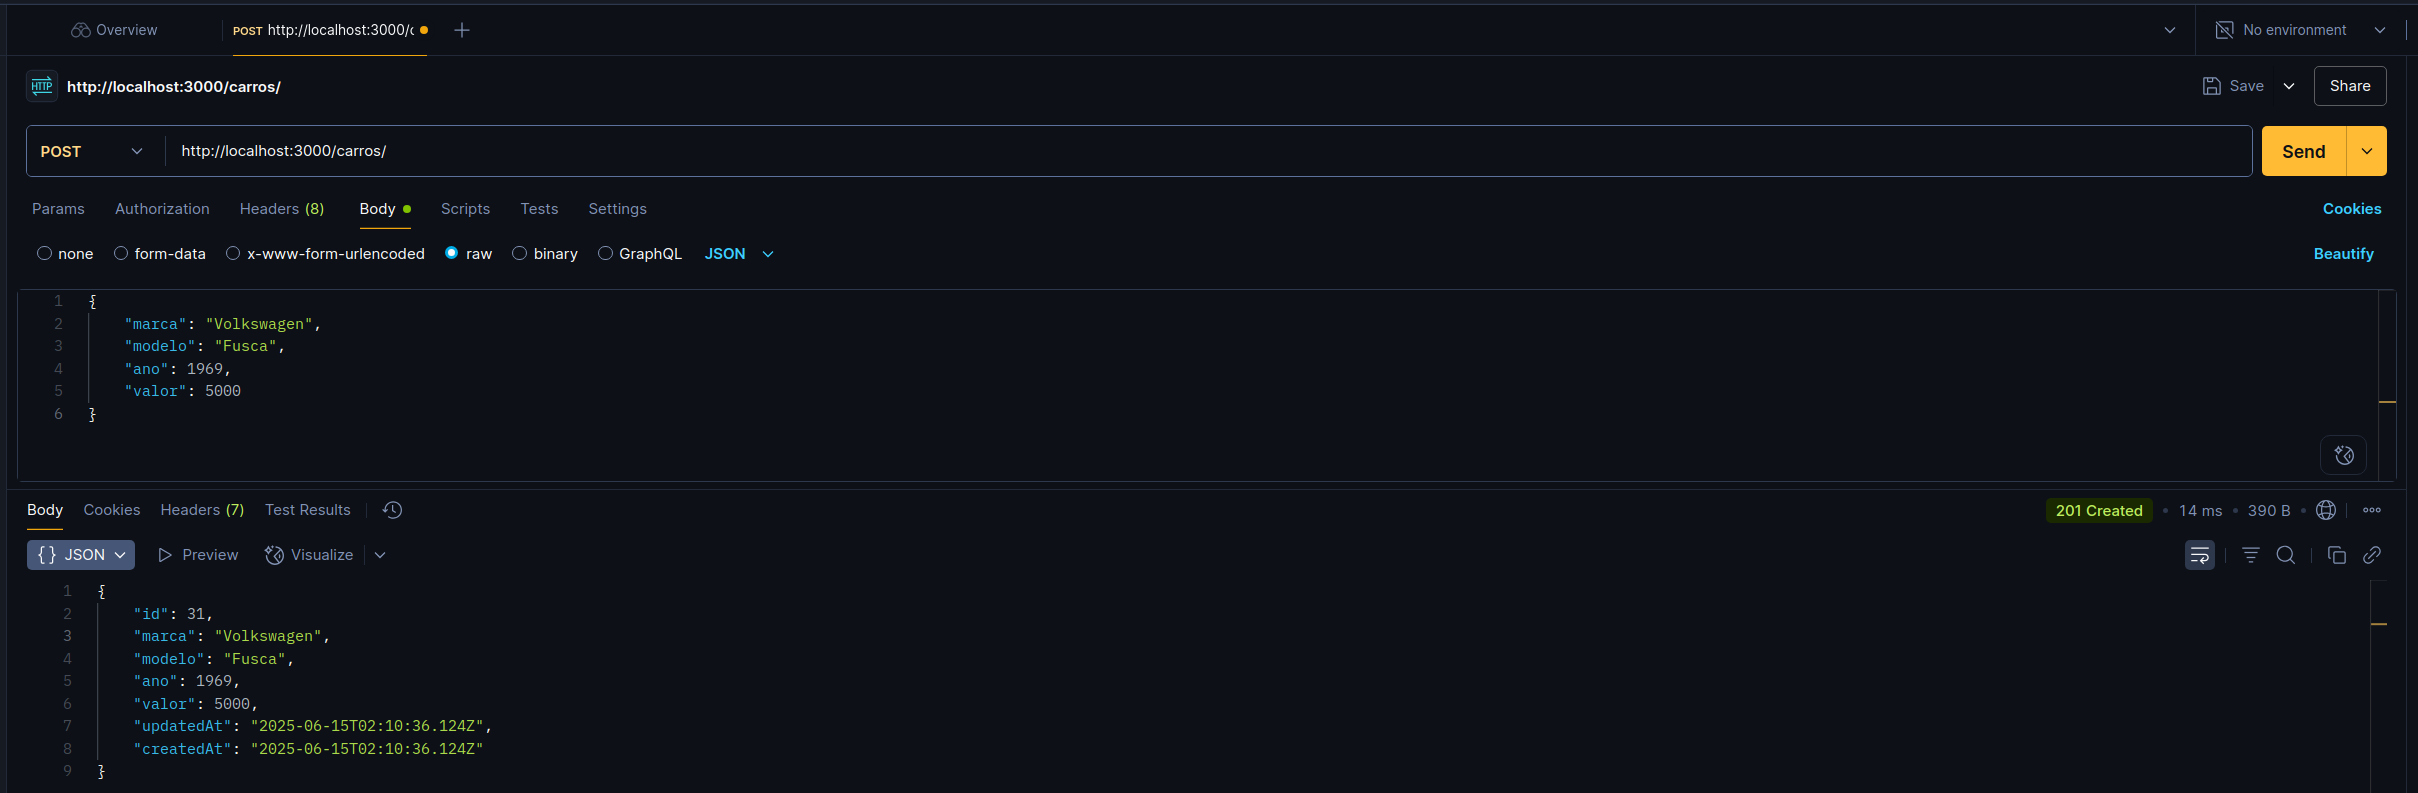 Overview
POST http://localhost:3000/c
No environment
HTTP http://localhost:3000/carros/
Save
Share
POST http://localhost:3000/carros/
Send
Params Authorization Headers (8) Body Scripts Tests Settings Cookies
none form-data x-www-form-urlencoded raw binary GraphQL JSON Beautify
1 {
2 "marca": "Volkswagen",
3 "modelo": "Fusca",
4 "ano": 1969,
5 "valor": 5000
6 }
Body Cookies Headers (7) Test Results 201 Created • 14 ms • 390 B •
{} JSON Preview Visualize
1 {
2 "id": 31,
3 "marca": "Volkswagen",
4 "modelo": "Fusca",
5 "ano": 1969,
6 "valor": 5000,
7 "updatedAt": "2025-06-15T02:10:36.124Z",
8 "createdAt": "2025-06-15T02:10:36.124Z"
9 }